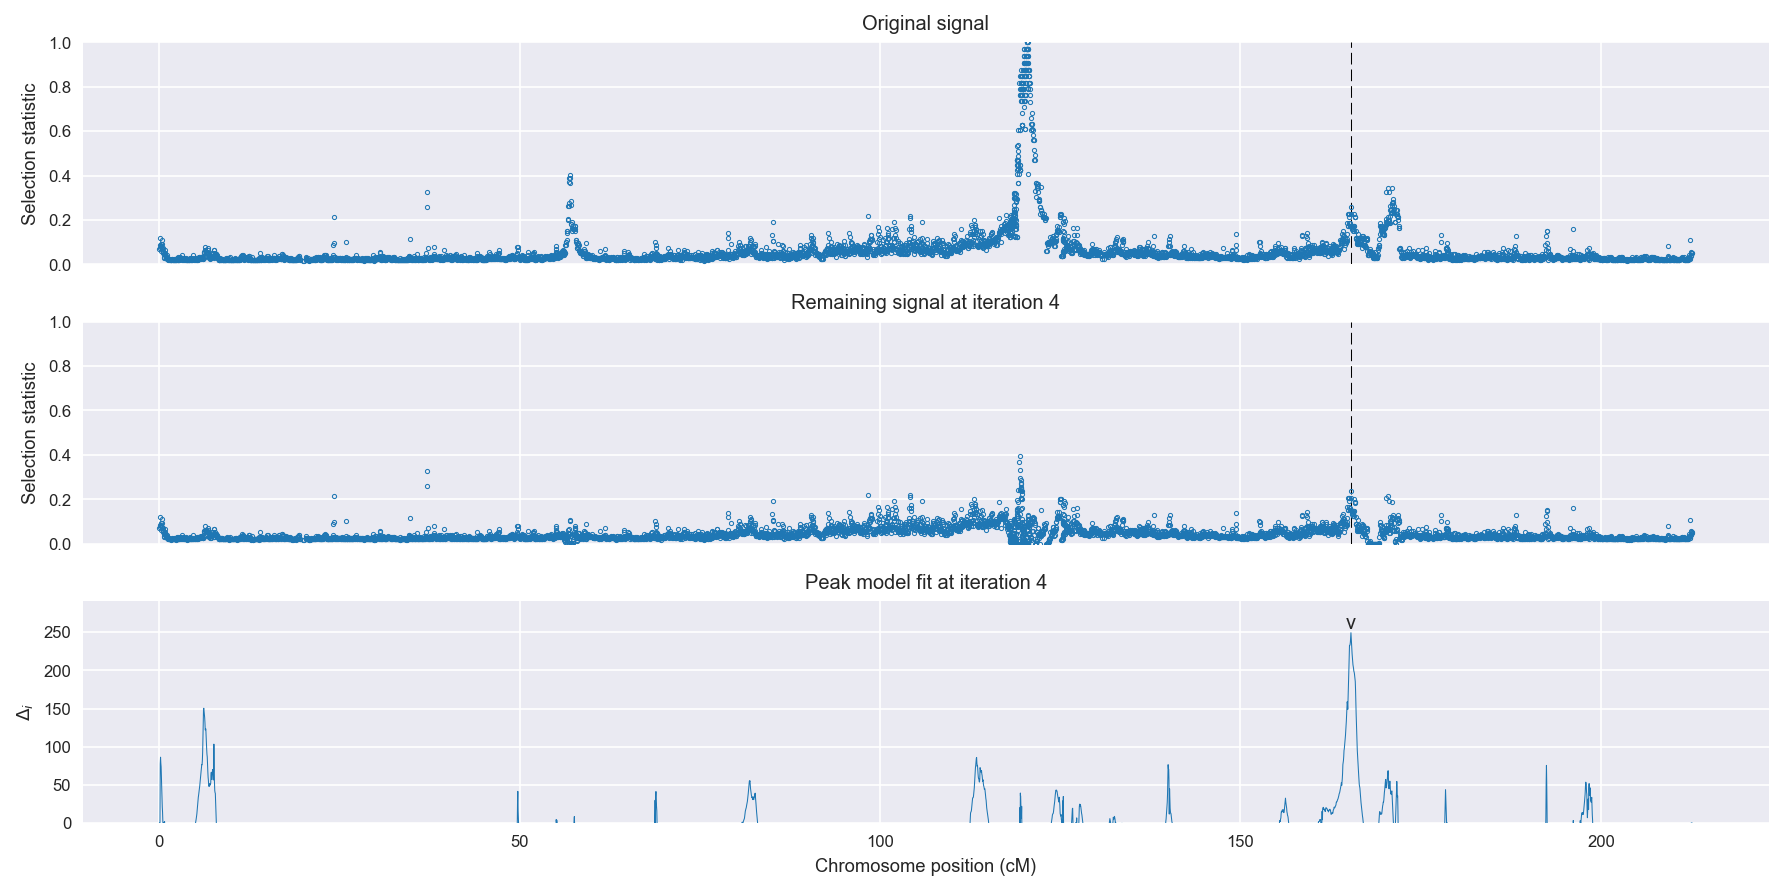 Original signal
1.0
0.8
0.6
0.4
0.2
0.0
Selection statistic
Remaining signal at iteration 4
1.0
0.8
0.6
0.4
0.2
0.0
Selection statistic
Peak model fit at iteration 4
v
250
200
150
100
50
0
Δi
0 50 100 150 200
Chromosome position (cM)